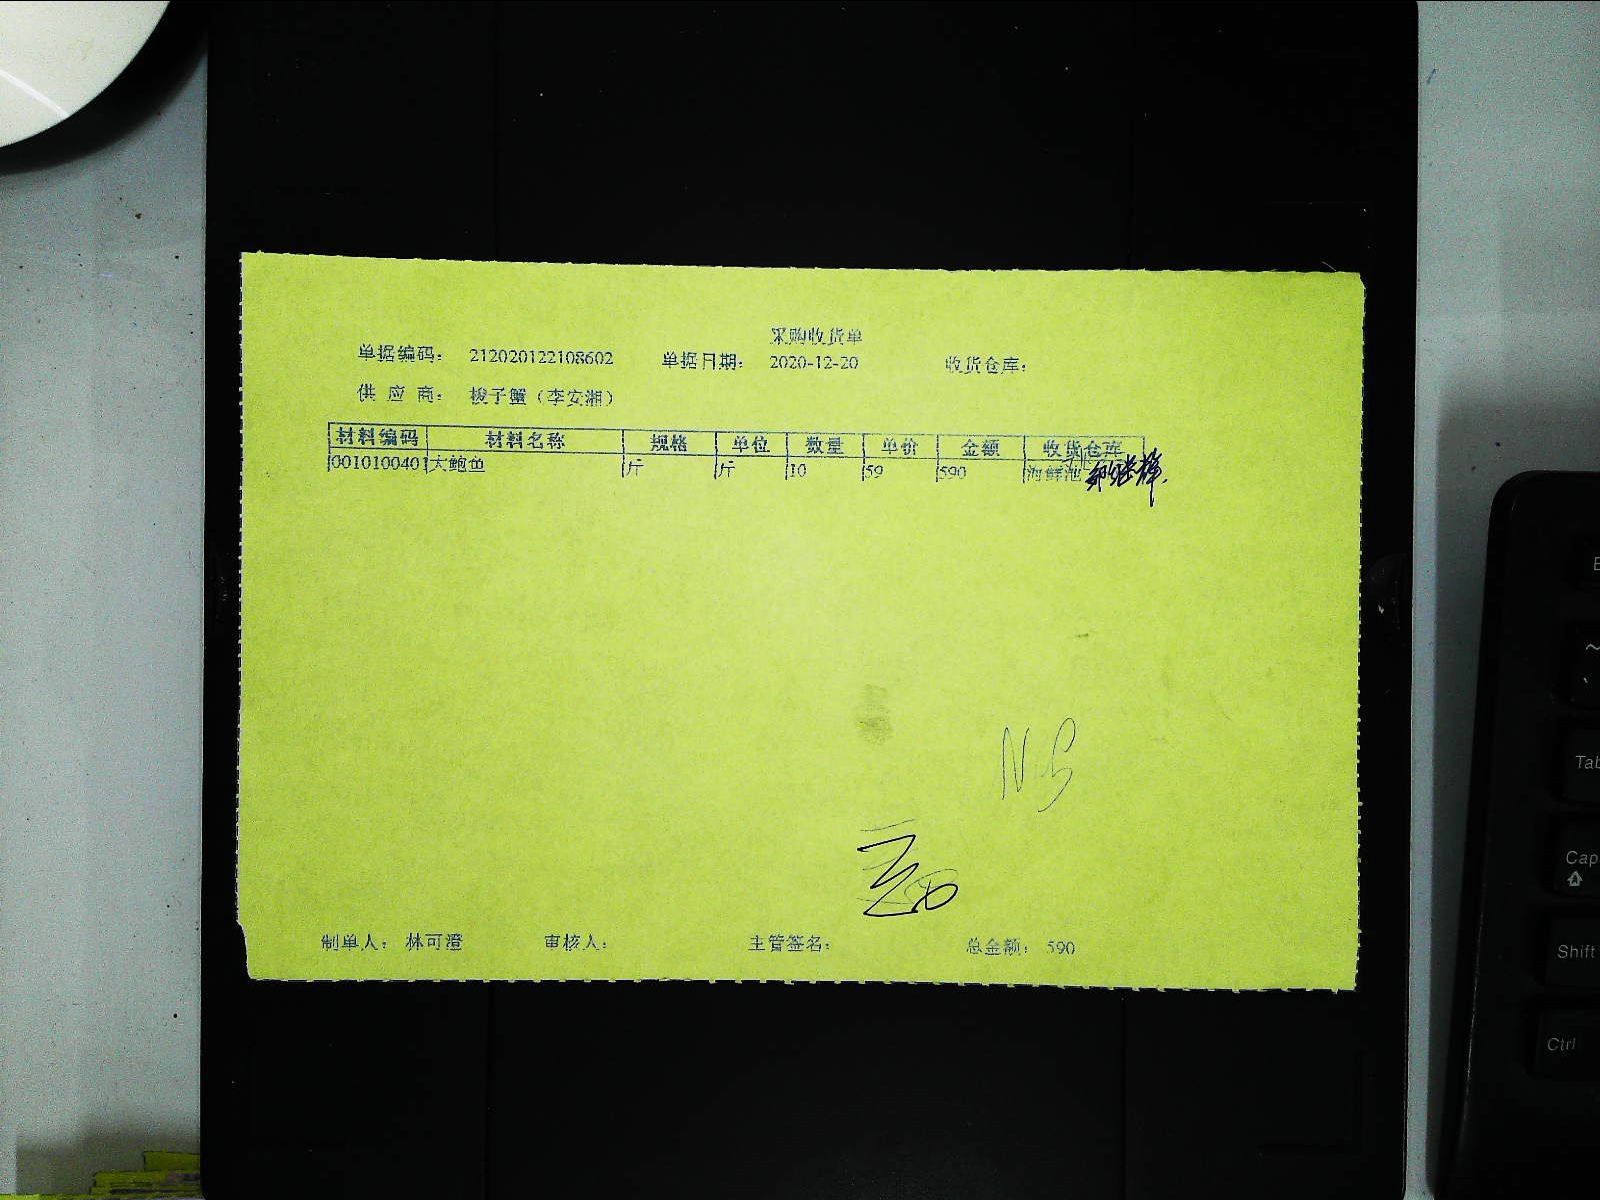 采购收货单
单据编码: 212020122108602 单据日期: 2020-12-20 收货仓库:
供应商: 梭子蟹（李安湘）
材料编码 材料名称 规格 单位 数量 单价 金额 收货仓库
0010100401 大鲍鱼 斤 斤 10 59 590 海鲜池
制单人: 林可澄 审核人: 主管签名: 总金额: 590
Tab
Cap
Shift
Ctrl